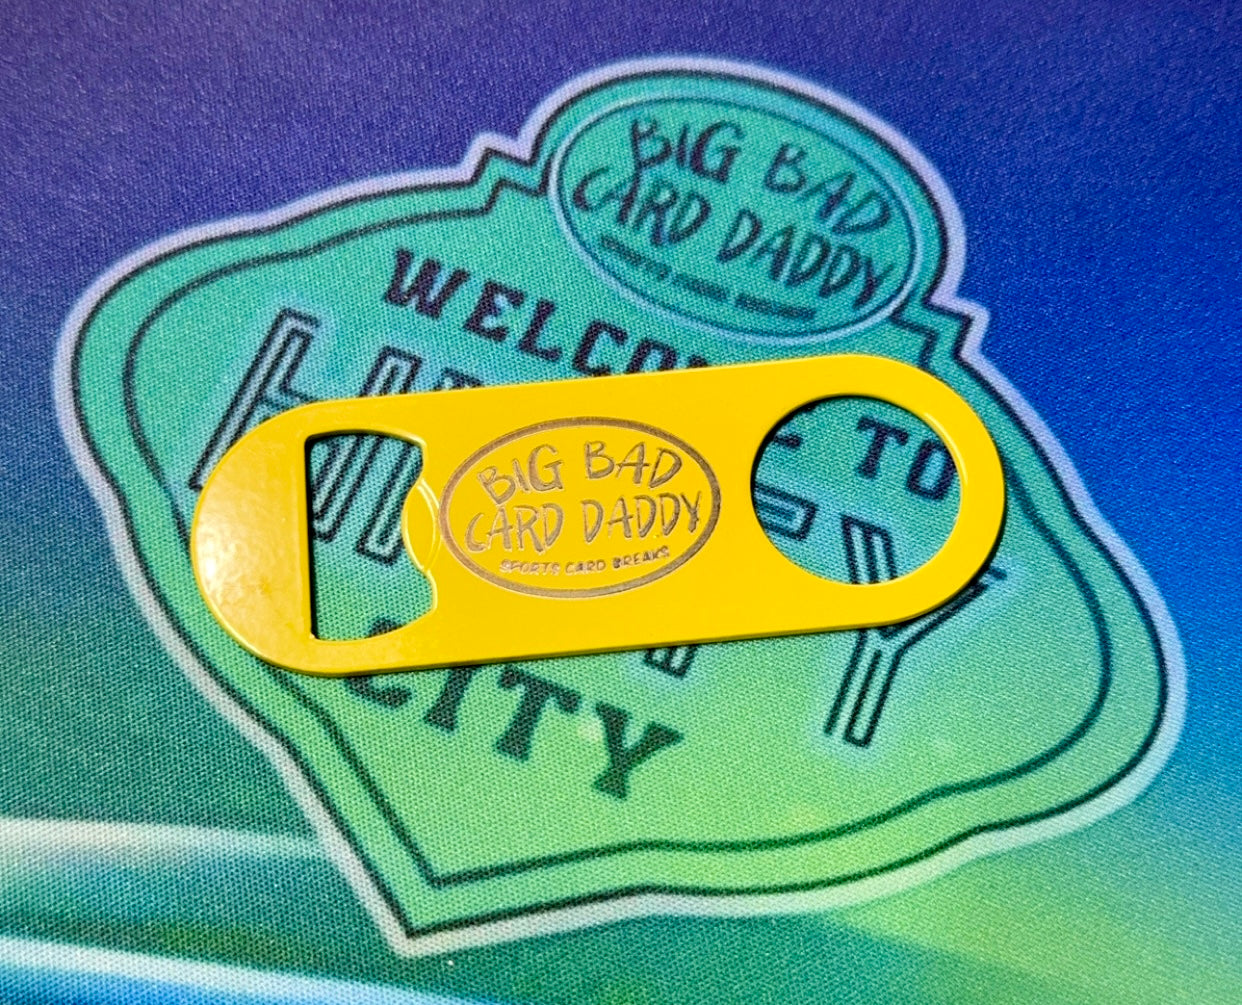 BIG BAD
CARD DADDY
WELCOME TO
CITY
BIG BAD
CARD DADDY
SPORTS CARD BREAKS